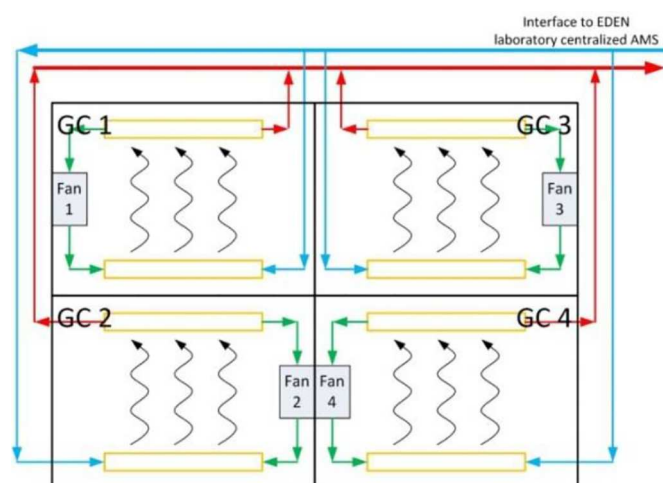 Interface to EDEN
laboratory centralized AMS
GC 1
GC 3
Fan
1
Fan
3
GC 2
GC 4
Fan
2
Fan
4